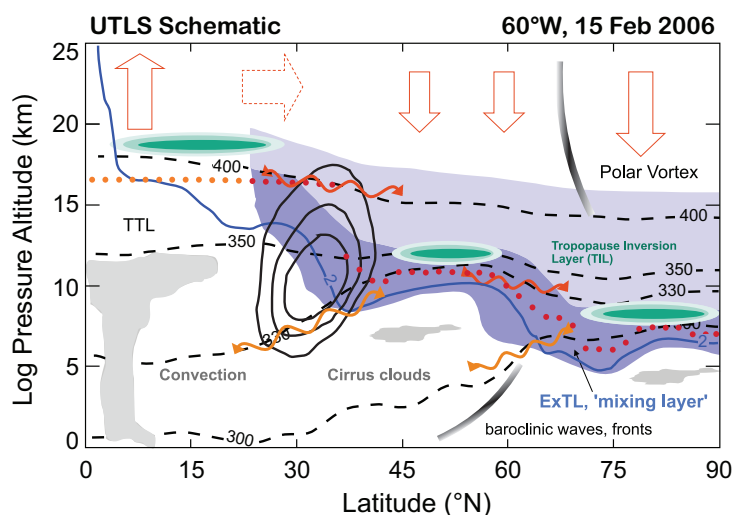 UTLS Schematic 60°W, 15 Feb 2006
Log Pressure Altitude (km)
25
20
15
10
5
0
400
Polar Vortex
400
TTL
350
Tropopause Inversion
Layer (TIL)
350
330
2
330
2
Convection
Cirrus clouds
ExTL, 'mixing layer'
baroclinic waves, fronts
300
0 15 30 45 60 75 90
Latitude (°N)